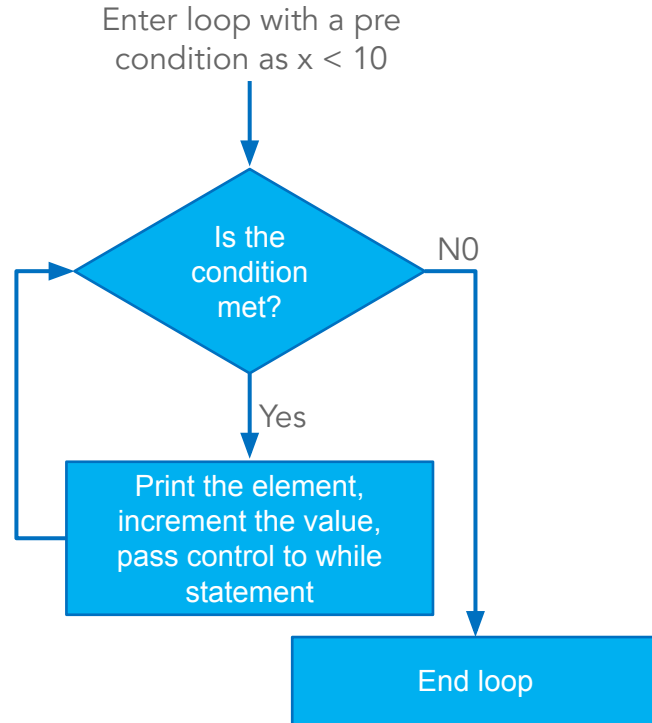 Enter loop with a pre
condition as x < 10
Is the
condition
met?
N0
Yes
Print the element,
increment the value,
pass control to while
statement
End loop